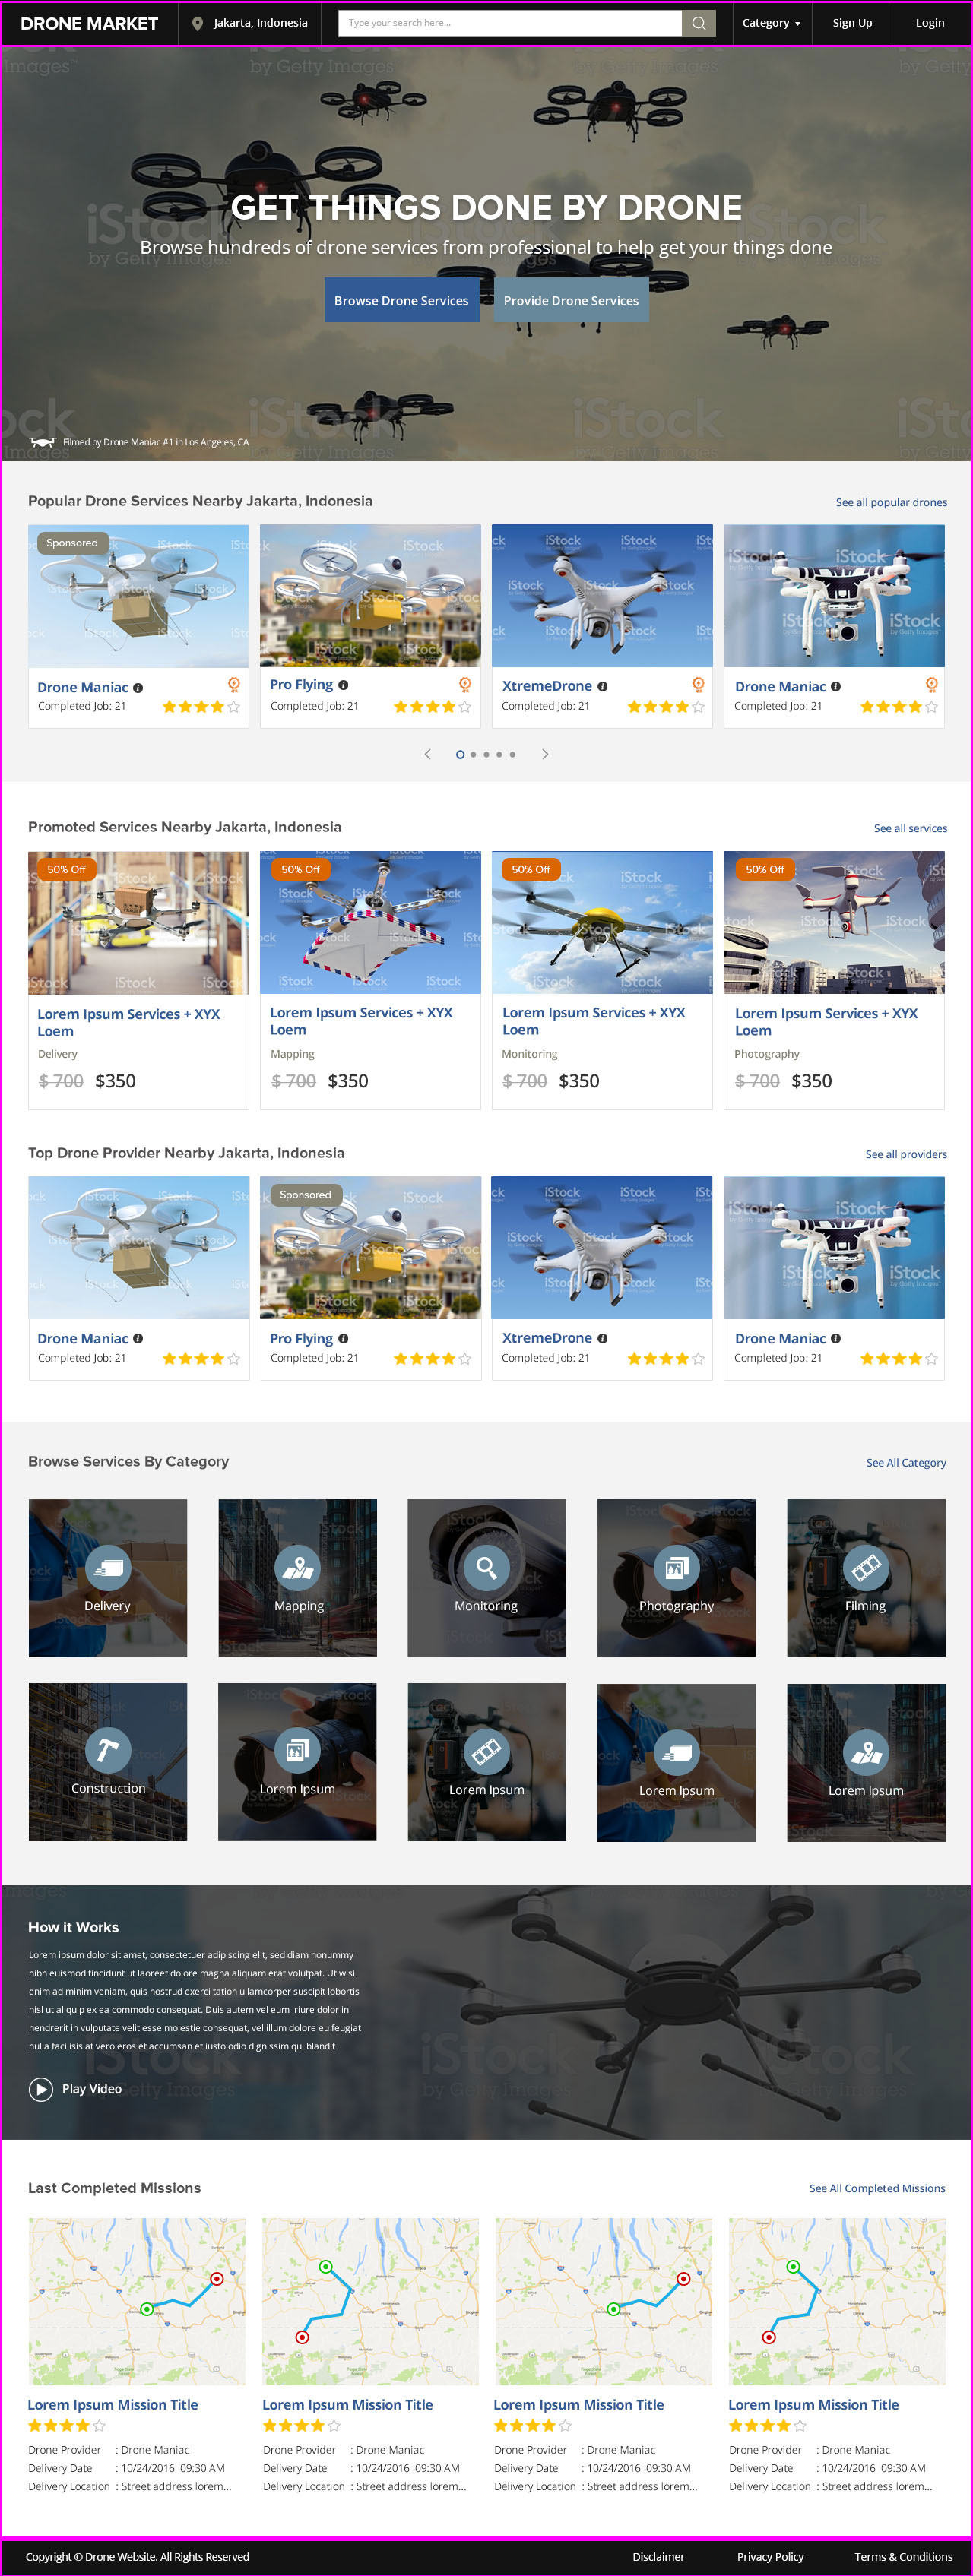 DRONE MARKET
Jakarta, Indonesia
Type your search here...
Category
Sign Up
Login
GET THINGS DONE BY DRONE
Browse hundreds of drone services from professional to help get your things done
Browse Drone Services
Provide Drone Services
Filmed by Drone Maniac #1 in Los Angeles, CA
Popular Drone Services Nearby Jakarta, Indonesia
See all popular drones
Sponsored
Drone Maniac
Completed Job: 21
Pro Flying
Completed Job: 21
XtremeDrone
Completed Job: 21
Drone Maniac
Completed Job: 21
Promoted Services Nearby Jakarta, Indonesia
See all services
50% Off
Lorem Ipsum Services + XYX
Loem
Delivery
$ 700 $350
50% Off
Lorem Ipsum Services + XYX
Loem
Mapping
$ 700 $350
50% Off
Lorem Ipsum Services + XYX
Loem
Monitoring
$ 700 $350
50% Off
Lorem Ipsum Services + XYX
Loem
Photography
$ 700 $350
Top Drone Provider Nearby Jakarta, Indonesia
See all providers
Drone Maniac
Completed Job: 21
Sponsored
Pro Flying
Completed Job: 21
XtremeDrone
Completed Job: 21
Drone Maniac
Completed Job: 21
Browse Services By Category
See All Category
Delivery
Mapping
Monitoring
Photography
Filming
Construction
Lorem Ipsum
Lorem Ipsum
Lorem Ipsum
Lorem Ipsum
How it Works
Lorem ipsum dolor sit amet, consectetuer adipiscing elit, sed diam nonummy
nibh euismod tincidunt ut laoreet dolore magna aliquam erat volutpat. Ut wisi
enim ad minim veniam, quis nostrud exerci tation ullamcorper suscipit lobortis
nisl ut aliquip ex ea commodo consequat. Duis autem vel eum iriure dolor in
hendrerit in vulputate velit esse molestie consequat, vel illum dolore eu feugiat
nulla facilisis at vero eros et accumsan et iusto odio dignissim qui blandit
Play Video
Last Completed Missions
See All Completed Missions
Lorem Ipsum Mission Title
Drone Provider : Drone Maniac
Delivery Date : 10/24/2016 09:30 AM
Delivery Location : Street address lorem...
Lorem Ipsum Mission Title
Drone Provider : Drone Maniac
Delivery Date : 10/24/2016 09:30 AM
Delivery Location : Street address lorem...
Lorem Ipsum Mission Title
Drone Provider : Drone Maniac
Delivery Date : 10/24/2016 09:30 AM
Delivery Location : Street address lorem...
Lorem Ipsum Mission Title
Drone Provider : Drone Maniac
Delivery Date : 10/24/2016 09:30 AM
Delivery Location : Street address lorem...
Copyright © Drone Website. All Rights Reserved
Disclaimer
Privacy Policy
Terms & Conditions